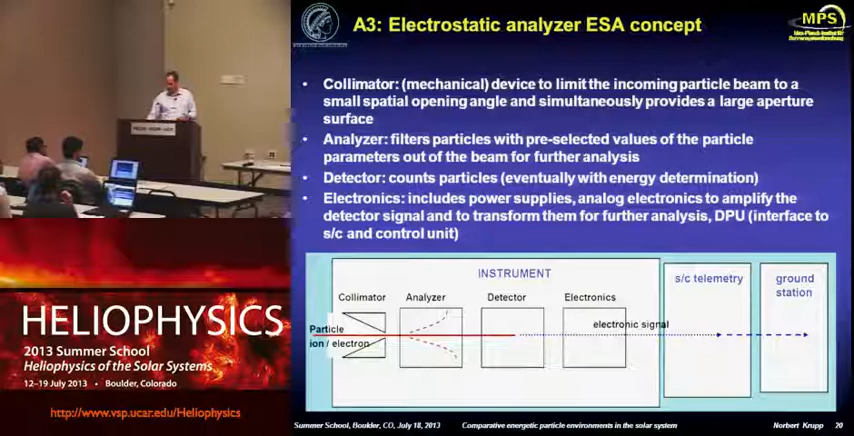 A3: Electrostatic analyzer ESA concept
MPS
• Collimator: (mechanical) device to limit the incoming particle beam to a
small spatial opening angle and simultaneously provides a large aperture
surface
• Analyzer: filters particles with pre-selected values of the particle
parameters out of the beam for further analysis
• Detector: counts particles (eventually with energy determination)
• Electronics: includes power supplies, analog electronics to amplify the
detector signal and to transform them for further analysis, DPU (interface to
s/c and control unit)
INSTRUMENT
s/c telemetry
ground
station
Collimator
Analyzer
Detector
Electronics
Particle
ion / electron
electronic signal
HELIOPHYSICS
2013 Summer School
Heliophysics of the Solar Systems
12–19 July 2013 • Boulder, Colorado
http://www.vsp.ucar.edu/Heliophysics
Summer School, Boulder, CO, July 18, 2013
Comparative energetic particle environments in the solar system
Norbert Krupp 20